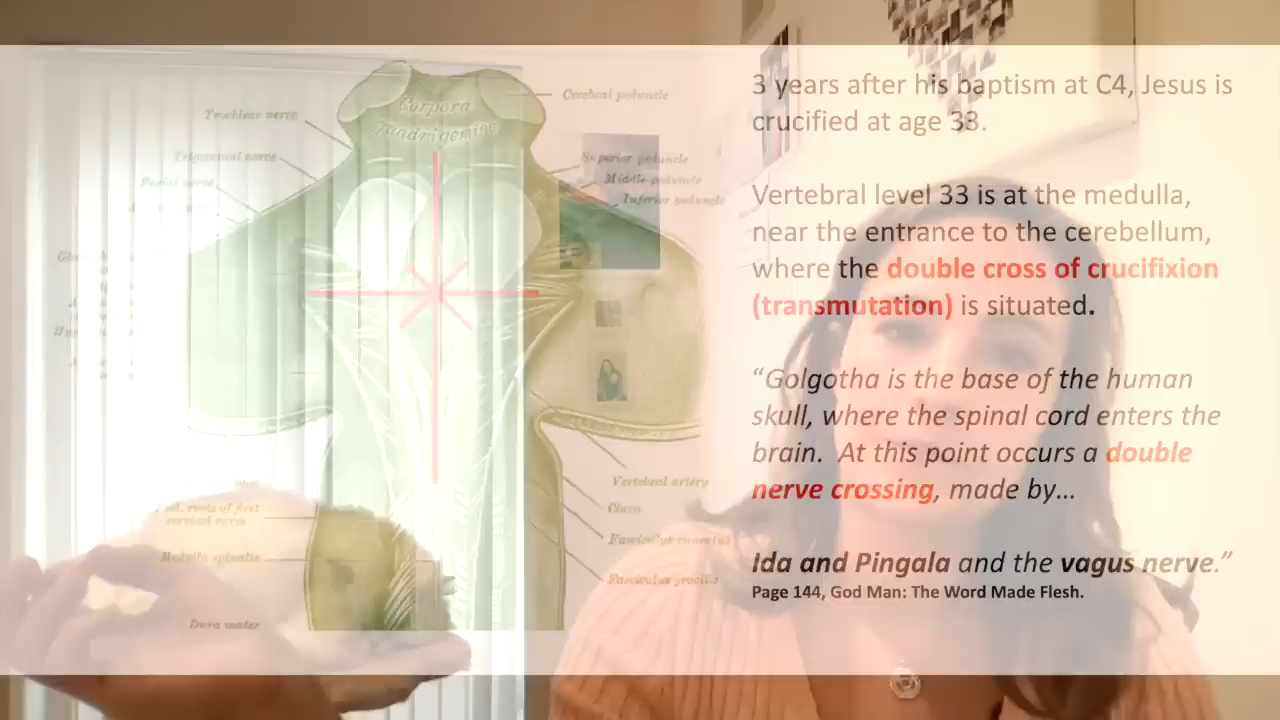 Corpora
Quadrigemina
Cerebral peduncle
Trochlear nerve
Trigeminal nerve
Facial nerve
Superior peduncle
Middle peduncle
Inferior peduncle
Vertebral artery
Clava
Fasciculus cuneatus
Fasciculus gracilis
roots of first
cervical nerve
Medulla spinalis
Dura mater
3 years after his baptism at C4, Jesus is
crucified at age 33.
Vertebral level 33 is at the medulla,
near the entrance to the cerebellum,
where the double cross of crucifixion
(transmutation) is situated.
“Golgotha is the base of the human
skull, where the spinal cord enters the
brain. At this point occurs a double
nerve crossing, made by…
Ida and Pingala and the vagus nerve.”
Page 144, God Man: The Word Made Flesh.